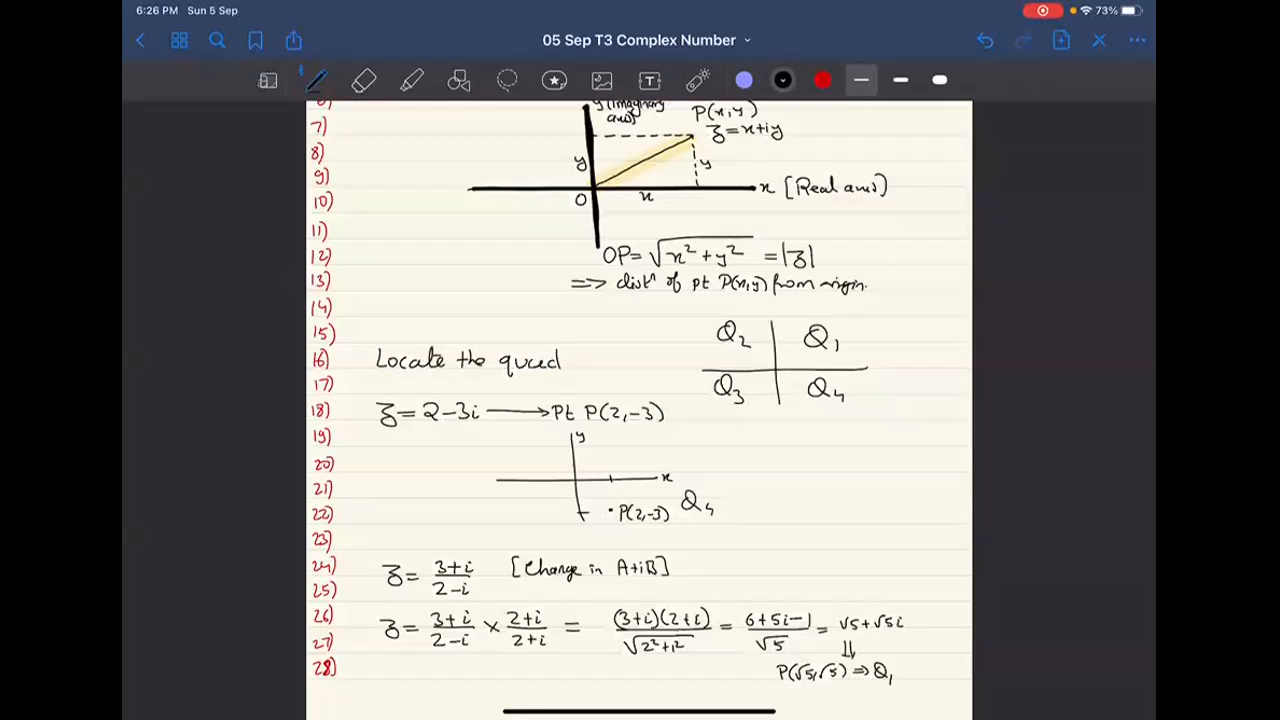 6:26 PM Sun 5 Sep 73%
05 Sep T3 Complex Number
T
7)
8)
9)
10)
11)
12)
13)
14)
15)
16)
17)
18)
19)
20)
21)
22)
23)
24)
25)
26)
27)
28)
y (Imaginary axis)
P(x,y)
z=x+iy
y
y
O
x
x [Real axis]
OP= √x²+y² =|z|
=> distⁿ of pt P(x,y) from origin.
Q₂ Q₁
Q₃ Q₄
Locate the quad
z=2-3i → Pt P(2,-3)
y
x
P(2,-3) Q₄
z= 3+i/2-i [Change in A+iB]
z= 3+i/2-i × 2+i/2+i = (3+i)(2+i)/√2²+1² = 6+5i-1/√5 = √5+√5i
⇓
P(√5,√5) => Q₁